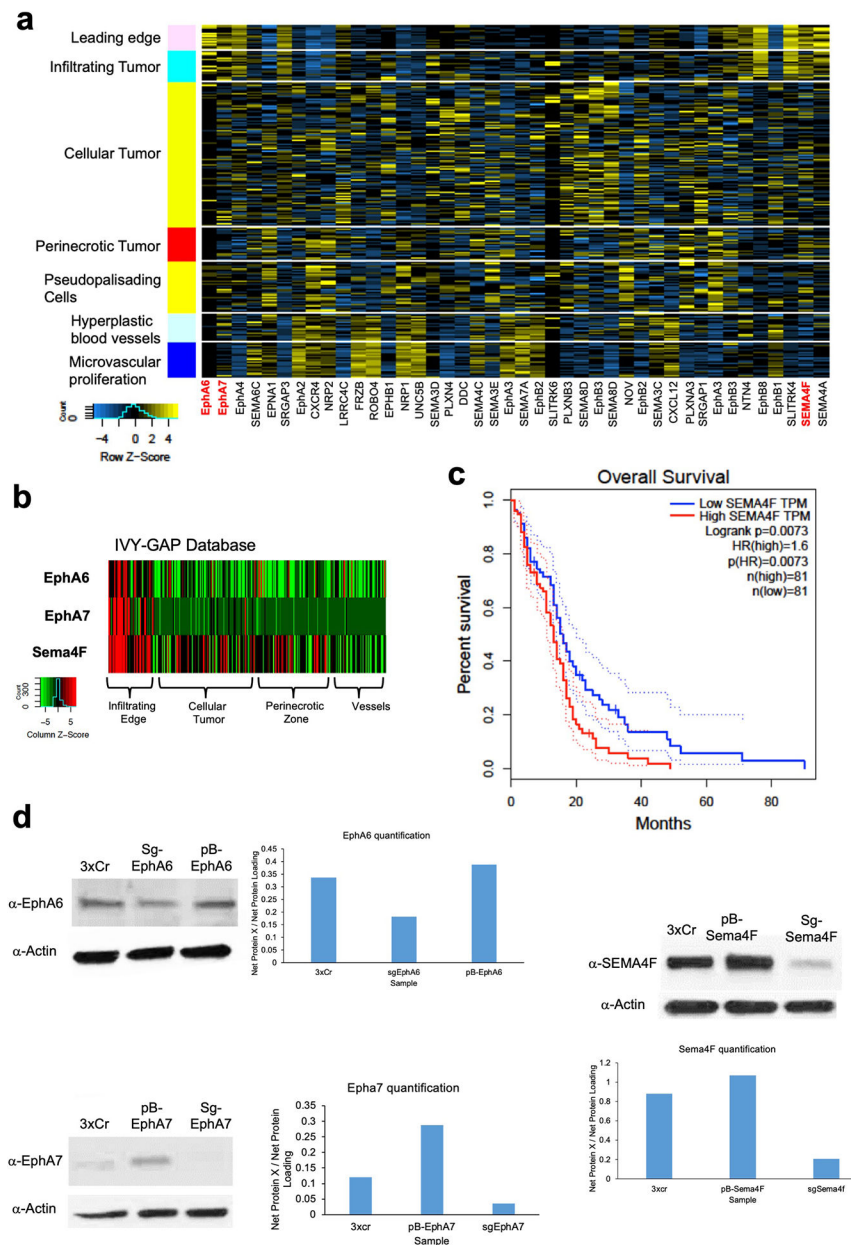 a
Leading edge
Infiltrating Tumor
Cellular Tumor
Perinecrotic Tumor
Pseudopalisading
Cells
Hyperplastic
blood vessels
Microvascular
proliferation
EphA6
EphA7
EphA4
SEMA6C
EPNA1
SRGAP3
EphA2
CXCR4
NRP2
LRRC4C
FRZB
ROBO4
EPHB1
NRP1
UNC5B
SEMA3D
PLXN4
DDC
SEMA4C
SEMA3E
EphA3
SEMA7A
EphB2
SLITRK6
PLXNB3
SEMA8D
EphB3
SEMA8D
NOV
EphB2
SEMA3C
CXCL12
PLXNA3
SRGAP1
EphA3
EphB3
NTN4
EphB8
EphB1
SLITRK4
SEMA4F
SEMA4A
Count
0
-4 0 2 4
Row Z-Score
b
IVY-GAP Database
EphA6
EphA7
Sema4F
Count
0 300
-5 5
Column Z-Score
Infiltrating
Edge
Cellular
Tumor
Perinecrotic
Zone
Vessels
c
Overall Survival
Low SEMA4F TPM
High SEMA4F TPM
Logrank p=0.0073
HR(high)=1.6
p(HR)=0.0073
n(high)=81
n(low)=81
Percent survival
1.0
0.8
0.6
0.4
0.2
0.0
0 20 40 60 80
Months
d
3xCr
Sg-
EphA6
pB-
EphA6
α-EphA6
α-Actin
EphA6 quantification
Net Protein X / Net Protein Loading
0.45
0.4
0.35
0.3
0.25
0.2
0.15
0.1
0.05
0
3xCr sgEphA6 pB-EphA6
Sample
3xCr
pB-
Sema4F
Sg-
Sema4F
α-SEMA4F
α-Actin
3xCr
pB-
EphA7
Sg-
EphA7
α-EphA7
α-Actin
Epha7 quantification
Net Protein X / Net Protein
Loading
0.35
0.3
0.25
0.2
0.15
0.1
0.05
0
3xcr pB-EphA7 sgEphA7
Sample
Sema4F quantification
Net Protein X / Net Protein Loading
1.2
1
0.8
0.6
0.4
0.2
0
3xcr pB-Sema4F sgSema4f
Sample